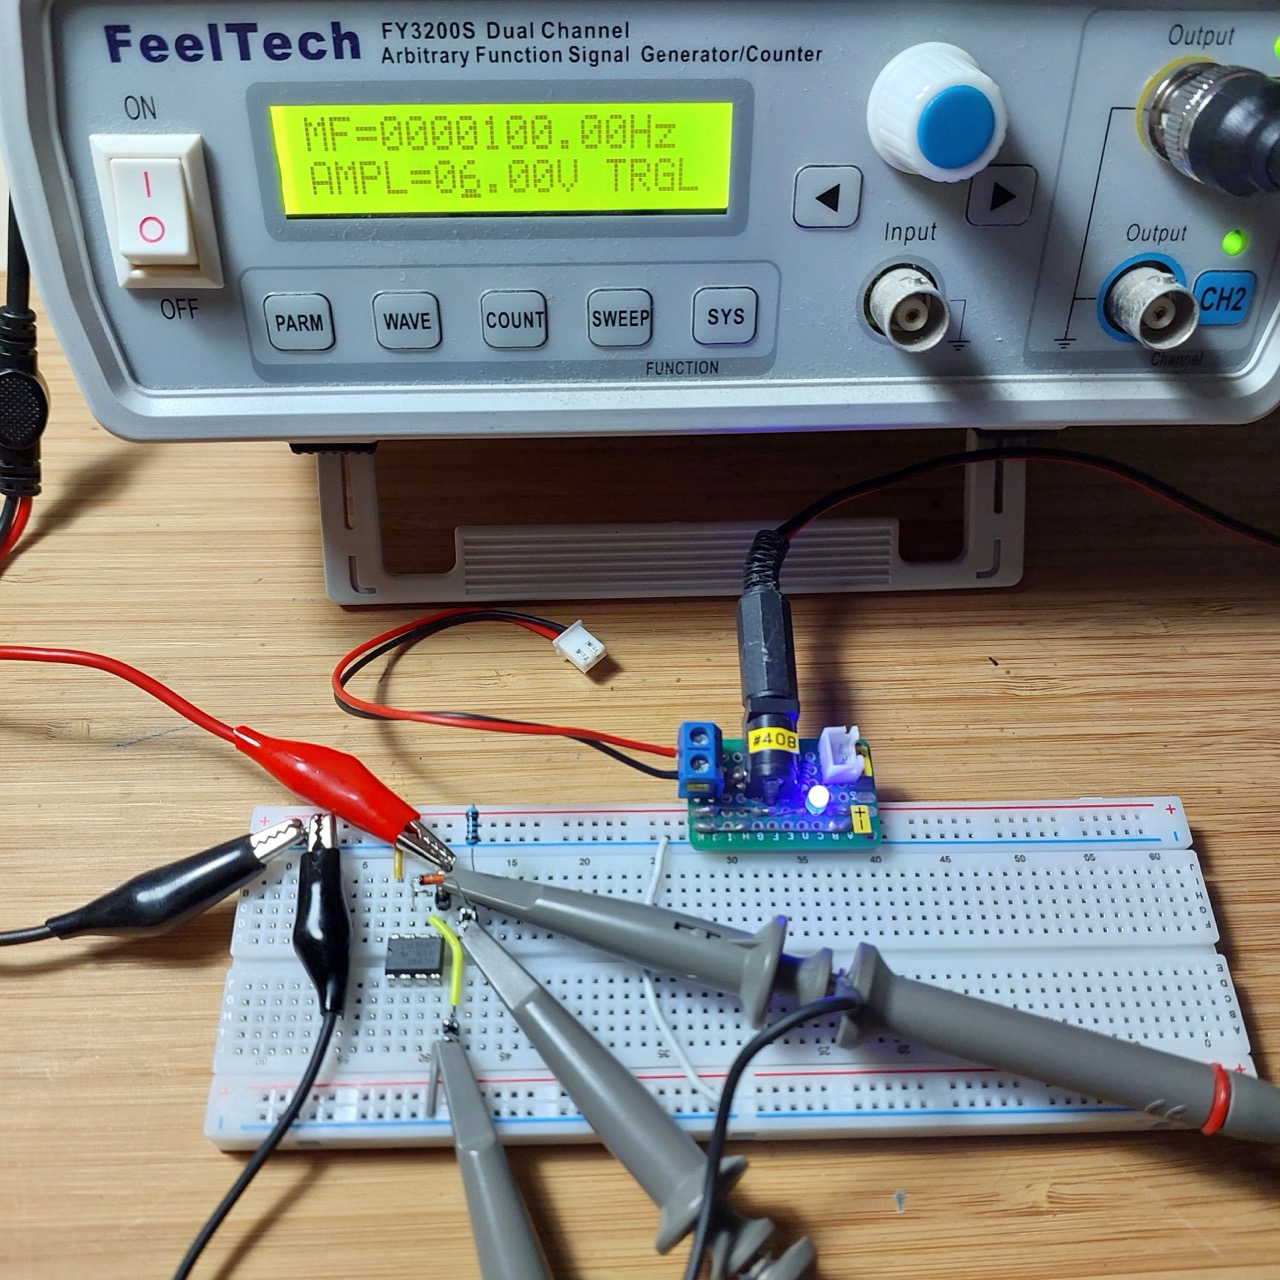 FeelTech
FY3200S Dual Channel
Arbitrary Function Signal Generator/Counter
Output
ON
MF=0000100.00Hz
AMPL=06.00V TRGL
OFF
Input
Output
CH2
Channel
PARM
WAVE
COUNT
SWEEP
SYS
FUNCTION
#408
+
-
0
5
15
20
30
35
40
45
50
55
60